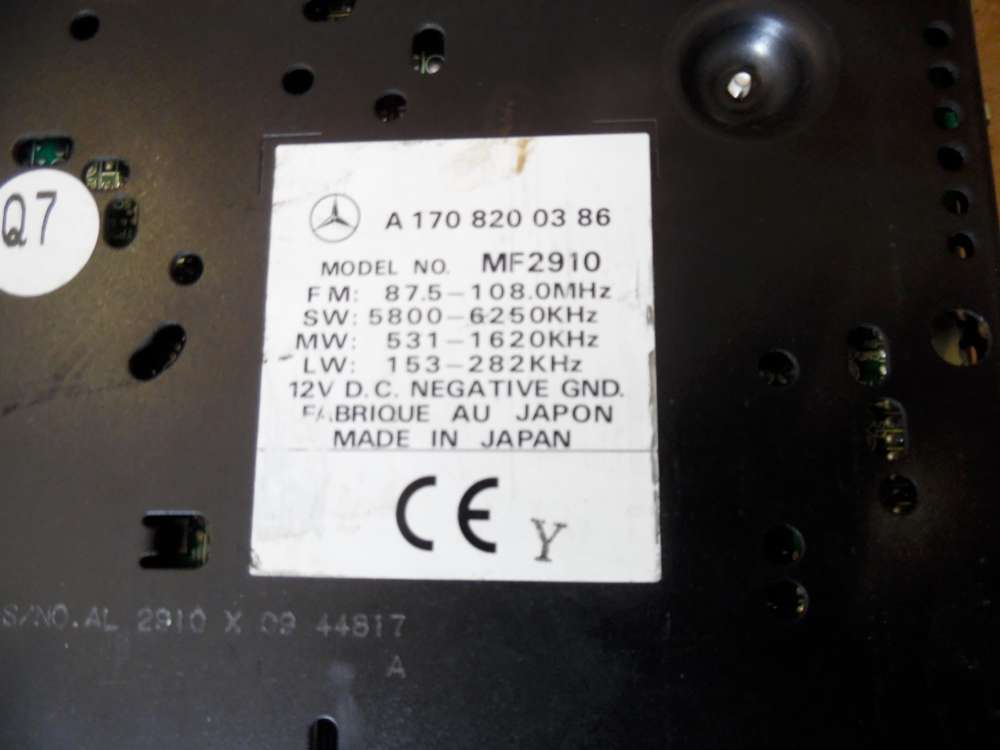 Q7
A 170 820 03 86
MODEL NO. MF2910
FM: 87.5-108.0MHz
SW: 5800-6250KHz
MW: 531-1620KHz
LW: 153-282KHz
12V D.C. NEGATIVE GND.
FABRIQUE AU JAPON
MADE IN JAPAN
CE Y
S/NO. AL 2910 X 09 44817
A